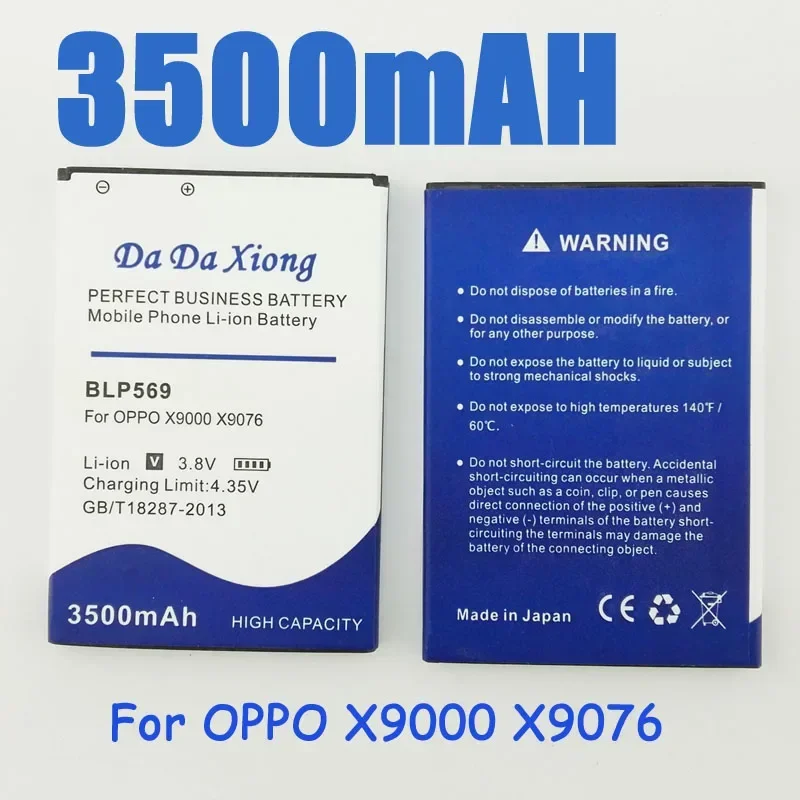 3500mAH
Da Da Xiong
PERFECT BUSINESS BATTERY
Mobile Phone Li-ion Battery
BLP569
For OPPO X9000 X9076
Li-ion V 3.8V
Charging Limit:4.35V
GB/T18287-2013
3500mAh
HIGH CAPACITY
WARNING
• Do not dispose of batteries in a fire.
• Do not disassemble or modify the battery, or
for any other purpose.
• Do not expose the battery to liquid or subject
to strong mechanical shocks.
• Do not expose to high temperatures 140℉ /
60℃.
• Do not short-circuit the battery. Accidental
short-circuiting can occur when a metallic
object such as a coin, clip, or pen causes
direct connection of the positive (+) and
negative (-) terminals of the battery short-
circuiting the terminals may damage the
battery of the connecting object.
Made in Japan CE
For OPPO X9000 X9076